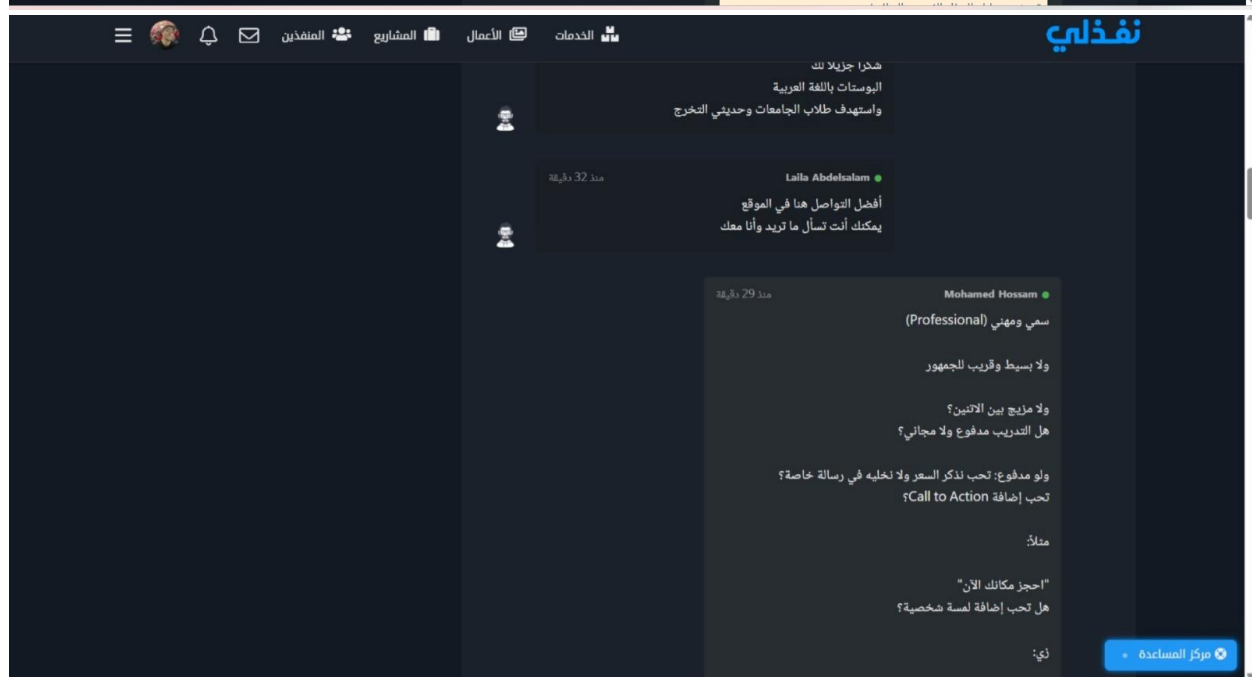 نفذلي
الخدمات
الأعمال
المشاريع
المنفذين
شكرا جزيلا لك
البوستات باللغة العربية
واستهدف طلاب الجامعات وحديثي التخرج
Laila Abdelsalam
منذ 32 دقيقة
أفضل التواصل هنا في الموقع
يمكنك أنت تسأل ما تريد وأنا معك
Mohamed Hossam
منذ 29 دقيقة
سمي ومهني (Professional)
ولا بسيط وقريب للجمهور
ولا مزيج بين الاتنين؟
هل التدريب مدفوع ولا مجاني؟
ولو مدفوع: تحب نذكر السعر ولا نخليه في رسالة خاصة؟
تحب إضافة Call to Action؟
مثلاً:
"احجز مكانك الآن"
هل تحب إضافة لمسة شخصية؟
زي:
مركز المساعدة